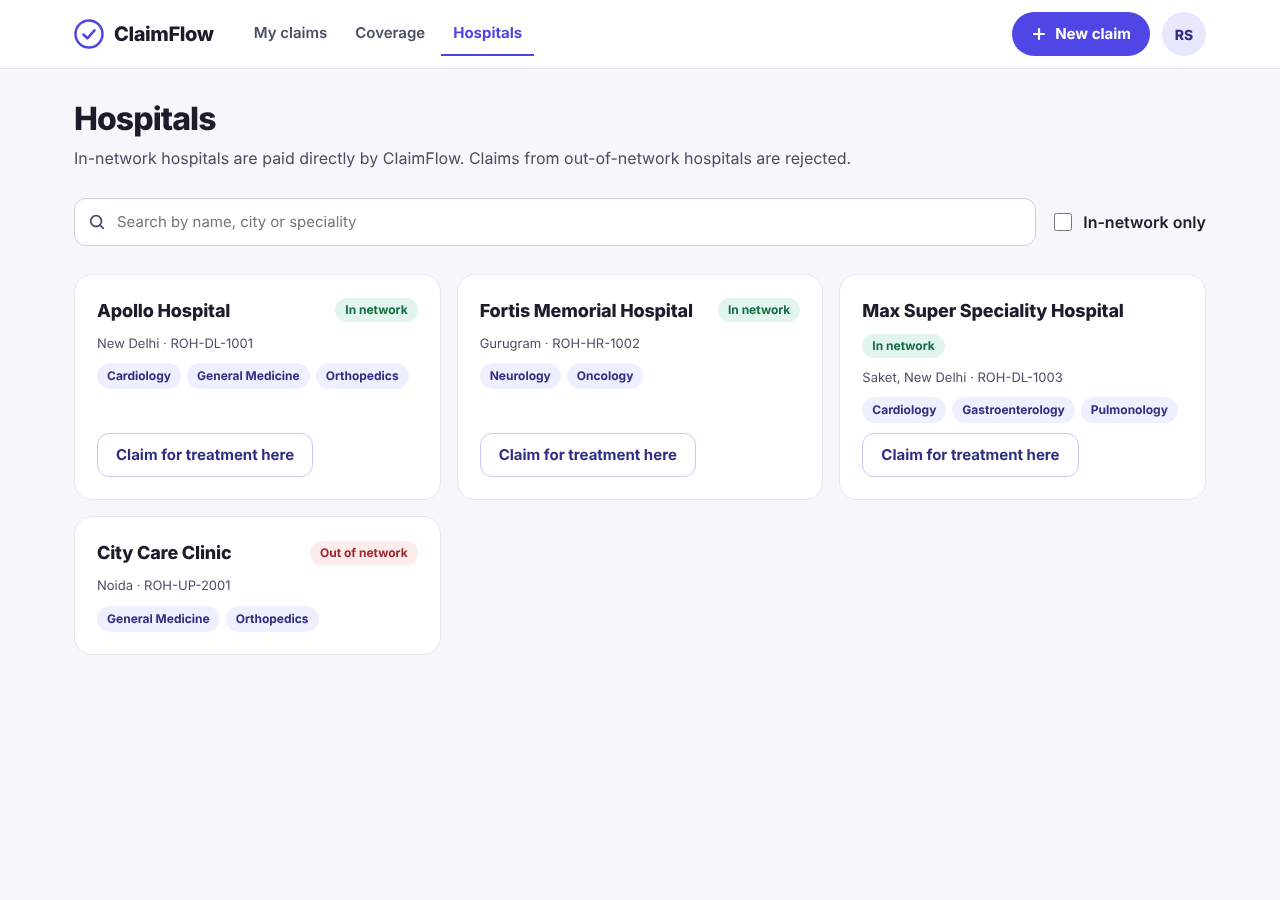 ClaimFlow
My claims
Coverage
Hospitals
New claim
RS
Hospitals
In-network hospitals are paid directly by ClaimFlow. Claims from out-of-network hospitals are rejected.
Search by name, city or speciality
In-network only
Apollo Hospital
In network
New Delhi · ROH-DL-1001
Cardiology
General Medicine
Orthopedics
Claim for treatment here
Fortis Memorial Hospital
In network
Gurugram · ROH-HR-1002
Neurology
Oncology
Claim for treatment here
Max Super Speciality Hospital
In network
Saket, New Delhi · ROH-DL-1003
Cardiology
Gastroenterology
Pulmonology
Claim for treatment here
City Care Clinic
Out of network
Noida · ROH-UP-2001
General Medicine
Orthopedics